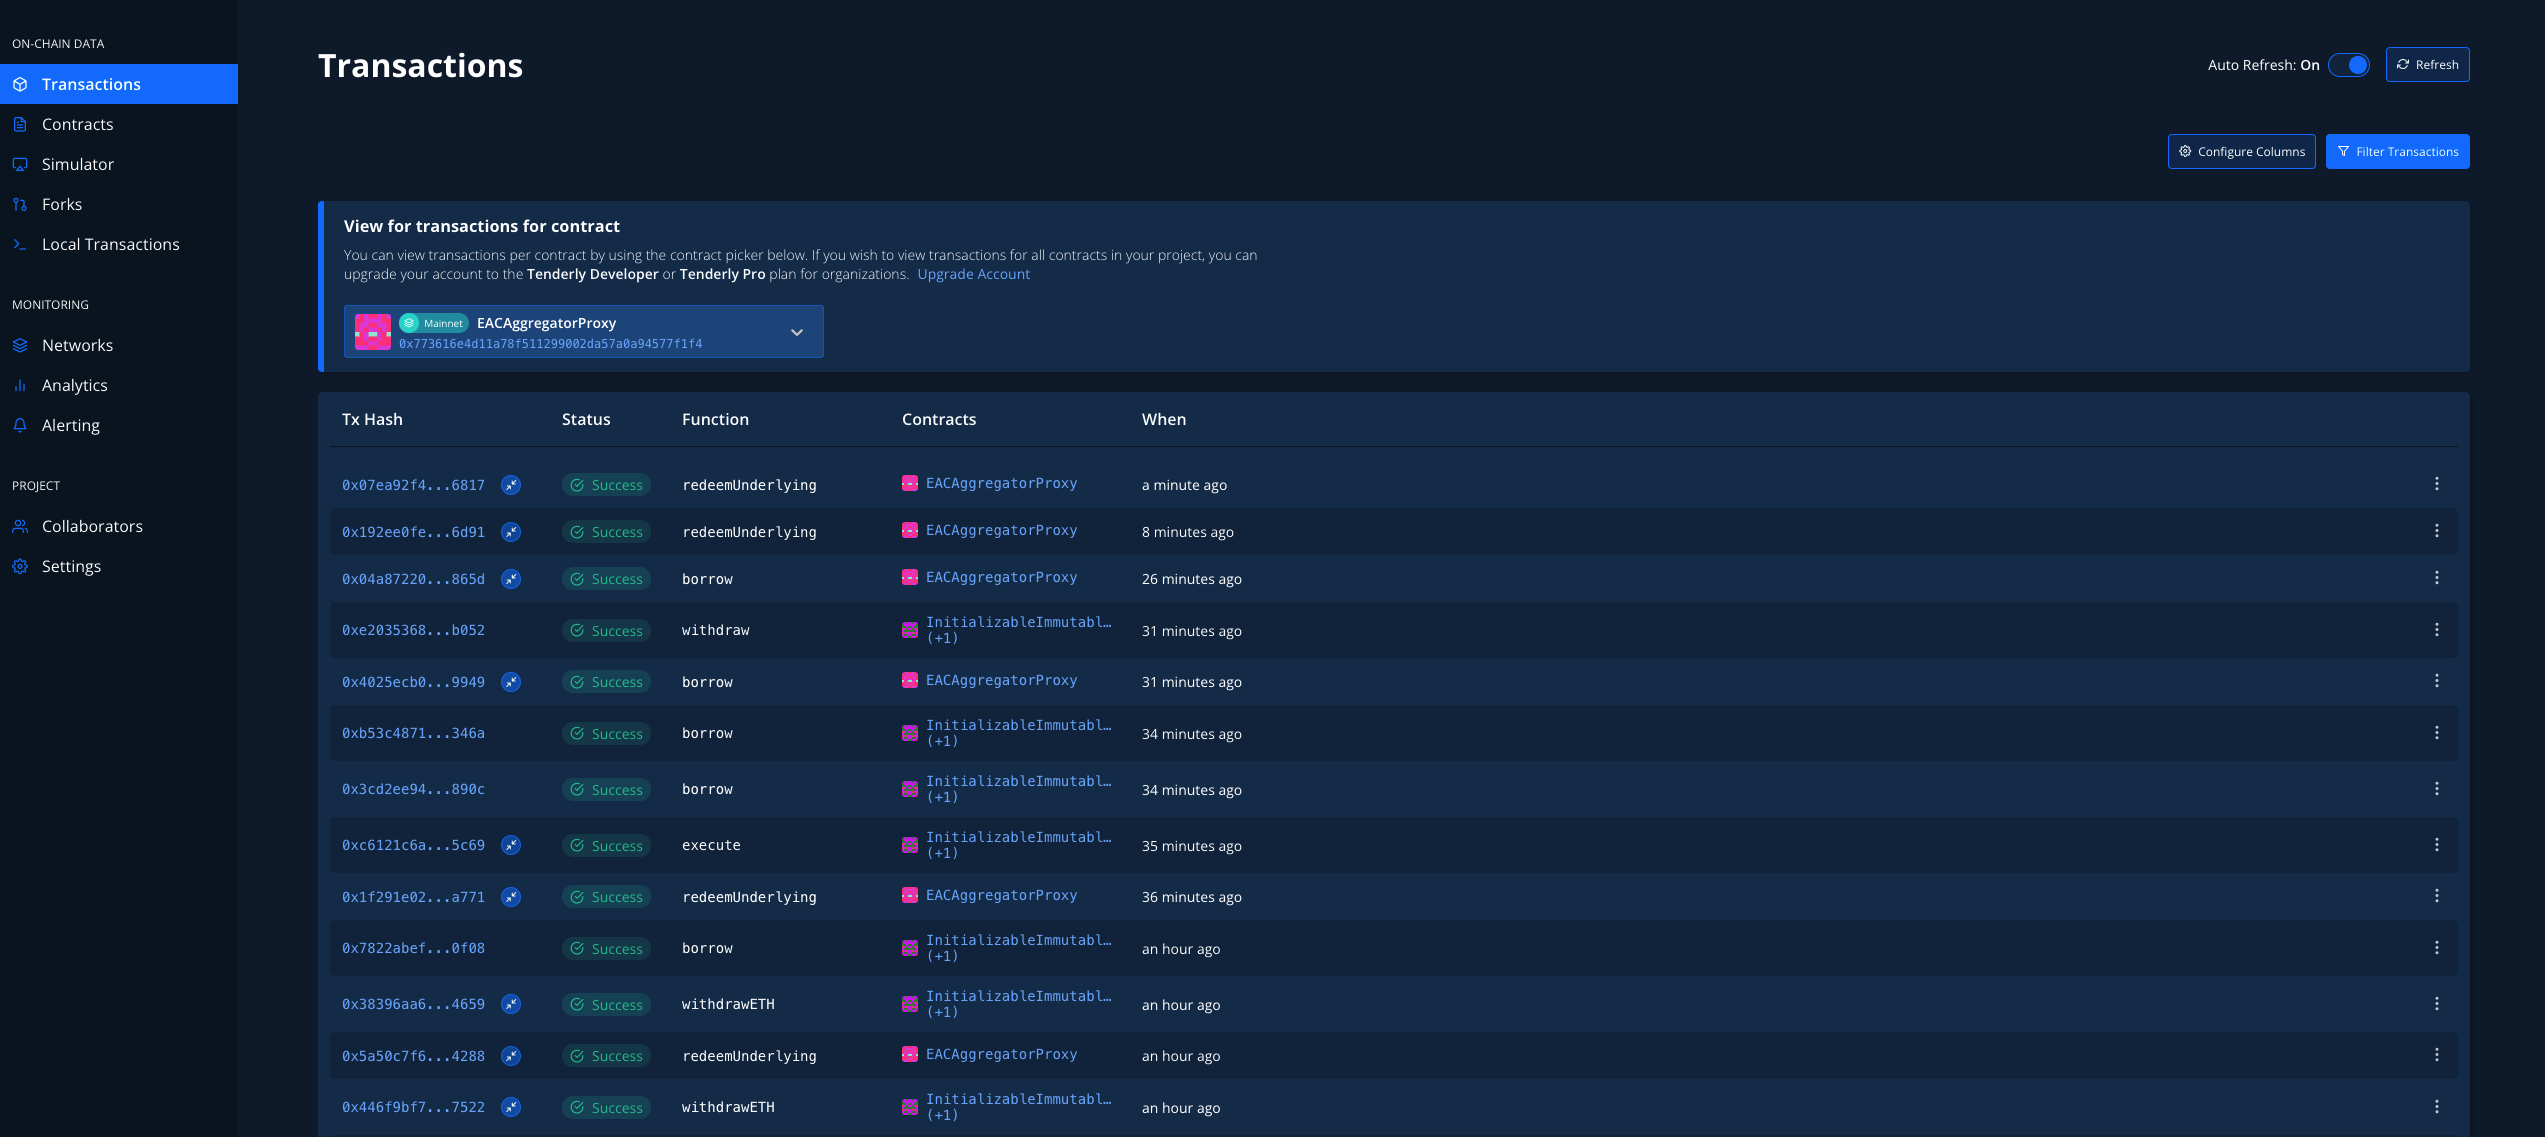 ON-CHAIN DATA
Transactions
Contracts
Simulator
Forks
Local Transactions
MONITORING
Networks
Analytics
Alerting
PROJECT
Collaborators
Settings
Transactions
Auto Refresh: On
Refresh
Configure Columns
Filter Transactions
View for transactions for contract
You can view transactions per contract by using the contract picker below. If you wish to view transactions for all contracts in your project, you can
upgrade your account to the Tenderly Developer or Tenderly Pro plan for organizations. Upgrade Account
Mainnet EACAggregatorProxy
0x773616e4d11a78f511299002da57a0a94577f1f4
Tx Hash Status Function Contracts When
0x07ea92f4...6817 Success redeemUnderlying EACAggregatorProxy a minute ago
0x192ee0fe...6d91 Success redeemUnderlying EACAggregatorProxy 8 minutes ago
0x04a87220...865d Success borrow EACAggregatorProxy 26 minutes ago
0xe2035368...b052 Success withdraw InitializableImmutabl… (+1) 31 minutes ago
0x4025ecb0...9949 Success borrow EACAggregatorProxy 31 minutes ago
0xb53c4871...346a Success borrow InitializableImmutabl… (+1) 34 minutes ago
0x3cd2ee94...890c Success borrow InitializableImmutabl… (+1) 34 minutes ago
0xc6121c6a...5c69 Success execute InitializableImmutabl… (+1) 35 minutes ago
0x1f291e02...a771 Success redeemUnderlying EACAggregatorProxy 36 minutes ago
0x7822abef...0f08 Success borrow InitializableImmutabl… (+1) an hour ago
0x38396aa6...4659 Success withdrawETH InitializableImmutabl… (+1) an hour ago
0x5a50c7f6...4288 Success redeemUnderlying EACAggregatorProxy an hour ago
0x446f9bf7...7522 Success withdrawETH InitializableImmutabl… (+1) an hour ago